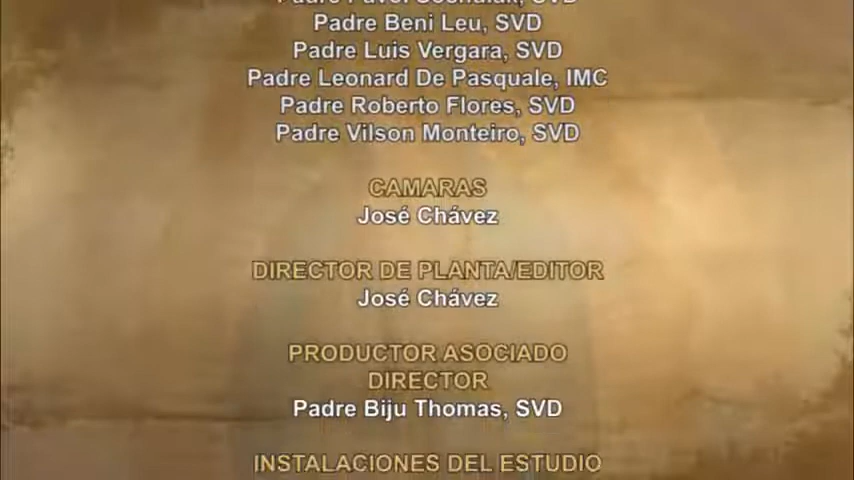 Padre Beni Leu, SVD
Padre Luis Vergara, SVD
Padre Leonard De Pasquale, IMC
Padre Roberto Flores, SVD
Padre Vilson Monteiro, SVD
CAMARAS
José Chávez
DIRECTOR DE PLANTA/EDITOR
José Chávez
PRODUCTOR ASOCIADO
DIRECTOR
Padre Biju Thomas, SVD
INSTALACIONES DEL ESTUDIO